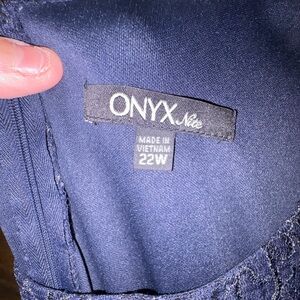 ONYX Nite
MADE IN
VIETNAM
22W